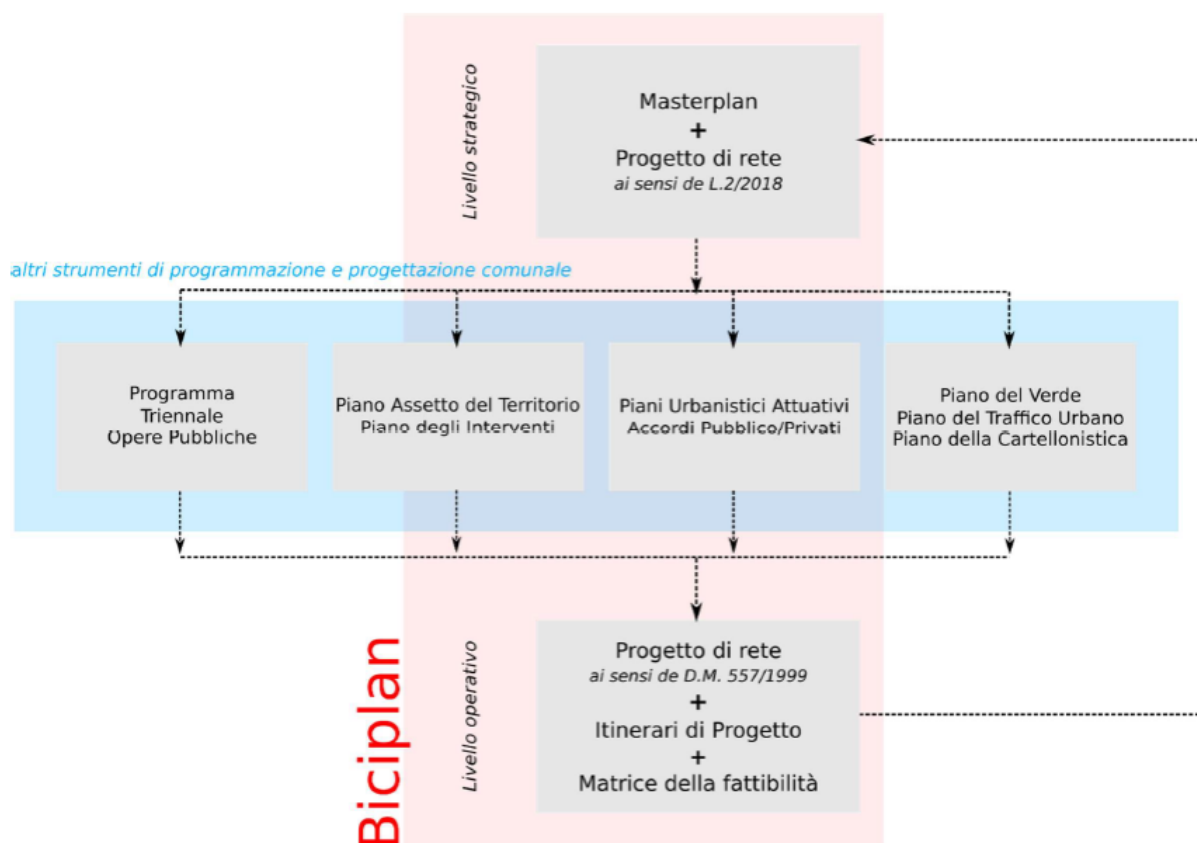 Livello strategico
Masterplan
+
Progetto di rete
ai sensi de L.2/2018
altri strumenti di programmazione e progettazione comunale
Programma
Triennale
Opere Pubbliche
Piano Assetto del Territorio
Piano degli Interventi
Piani Urbanistici Attuativi
Accordi Pubblico/Privati
Piano del Verde
Piano del Traffico Urbano
Piano della Cartellonistica
Biciplan
Livello operativo
Progetto di rete
ai sensi de D.M. 557/1999
+
Itinerari di Progetto
+
Matrice della fattibilità